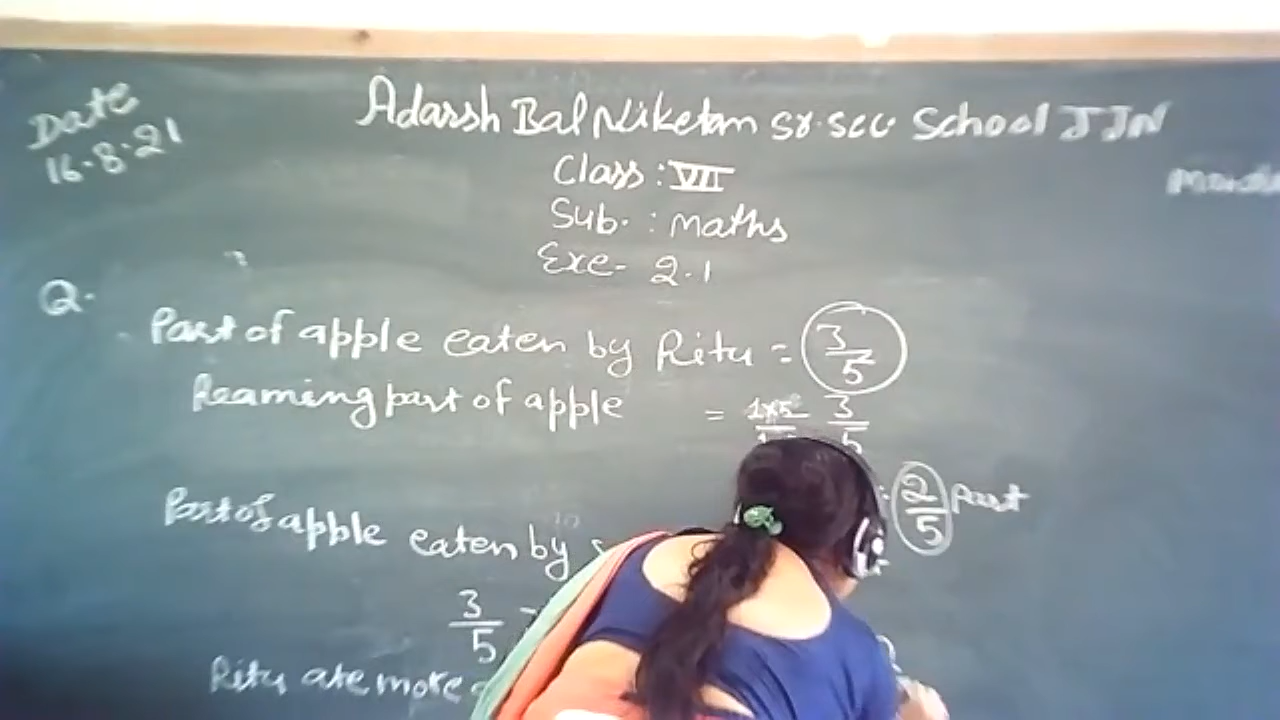 Date
16.8.21
Adarsh Bal Niketan Sr. Sec School JJN
Class : VII
Sub. : maths
Exe- 2.1
Q.
Part of apple eaten by Ritu = 3/5
Reaming part of apple = 1×5 3/5
: 2/5 Part
Part of apple eaten by
3/5
Ritu ate more